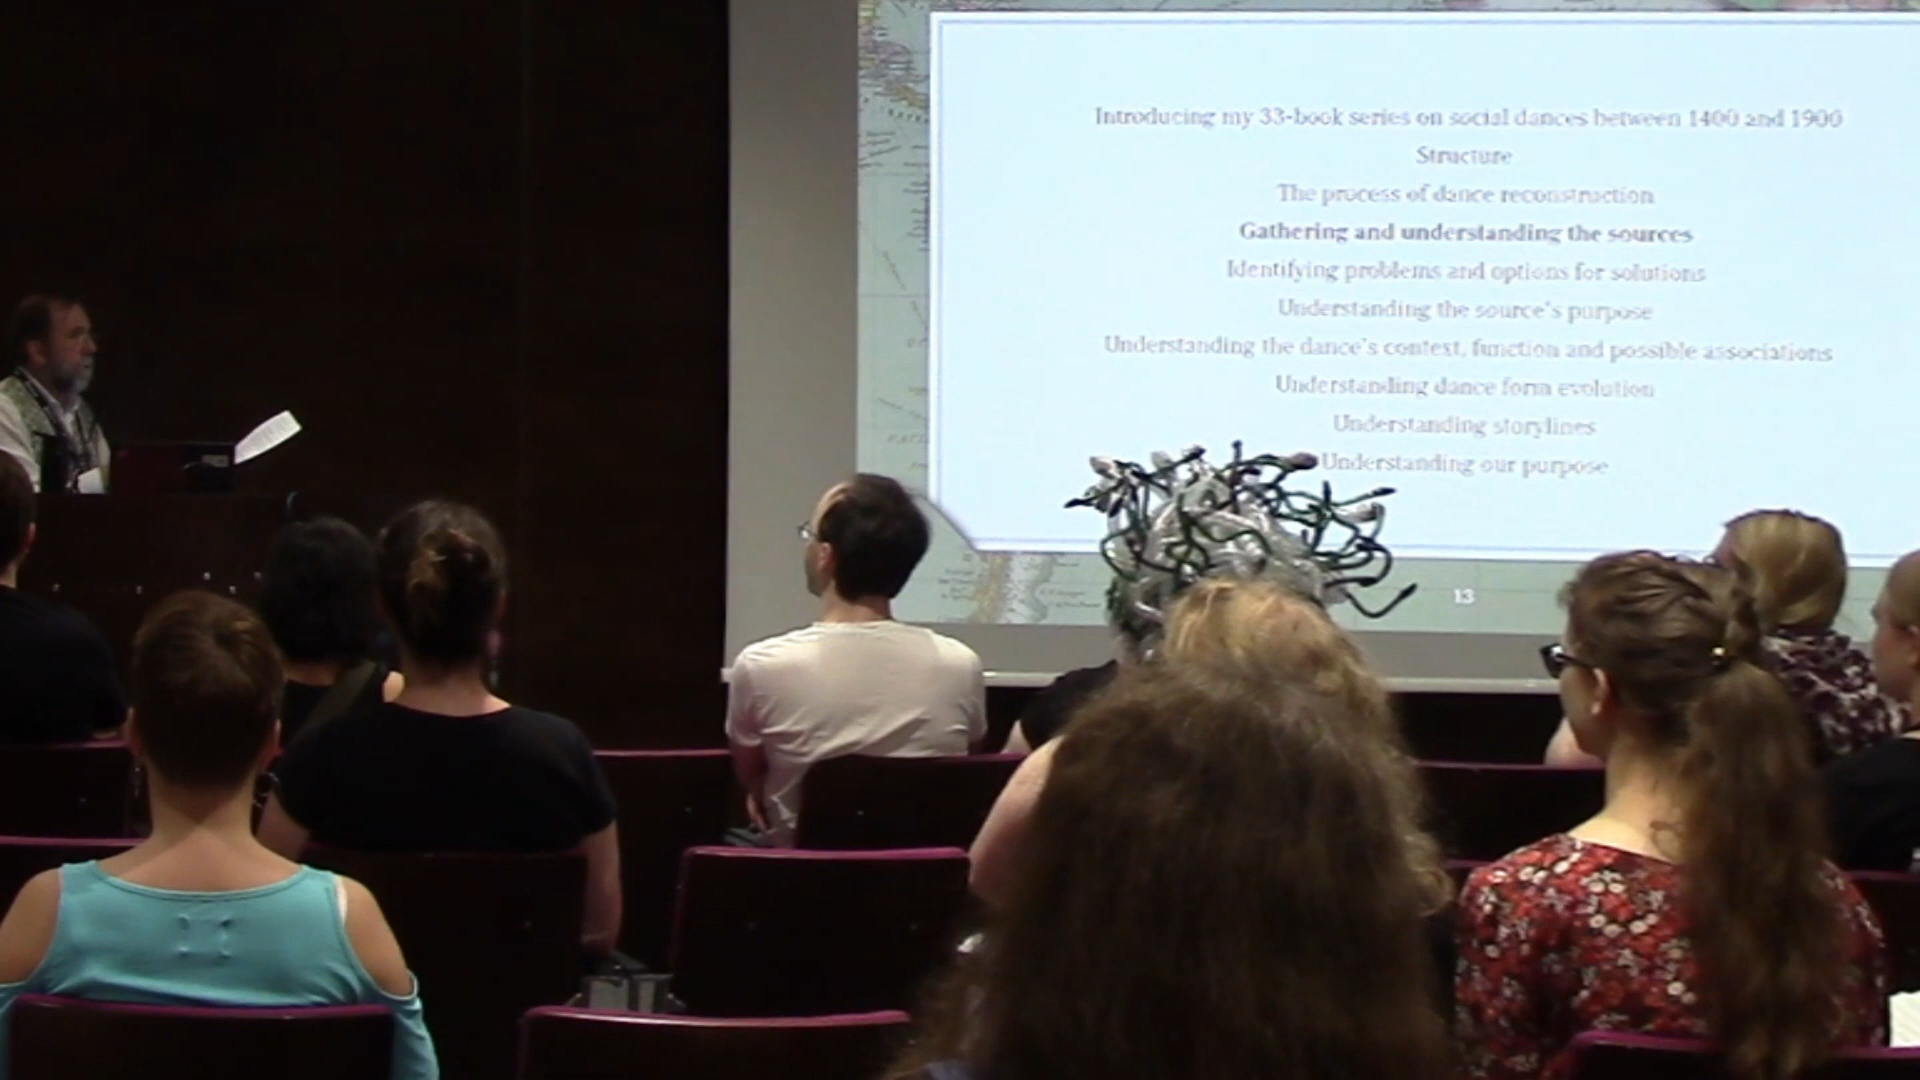 Introducing my 33-book series on social dances between 1400 and 1900
Structure
The process of dance reconstruction
Gathering and understanding the sources
Identifying problems and options for solutions
Understanding the source's purpose
Understanding the dance's context, function and possible associations
Understanding dance form evolution
Understanding storylines
Understanding our purpose
13